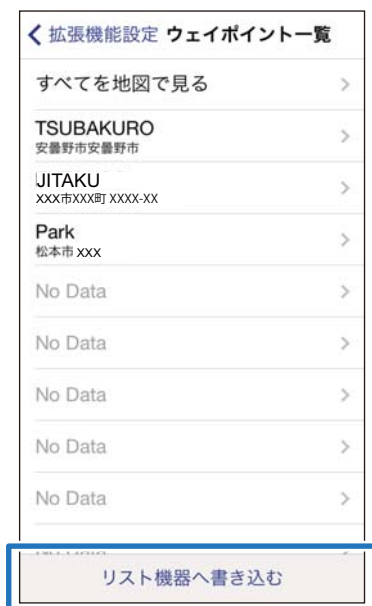 拡張機能設定 ウェイポイント一覧
すべてを地図で見る
TSUBAKURO
安曇野市安曇野市
JITAKU
XXX市XXX町 XXXX-XX
Park
松本市 XXX
No Data
No Data
No Data
No Data
No Data
リスト機器へ書き込む